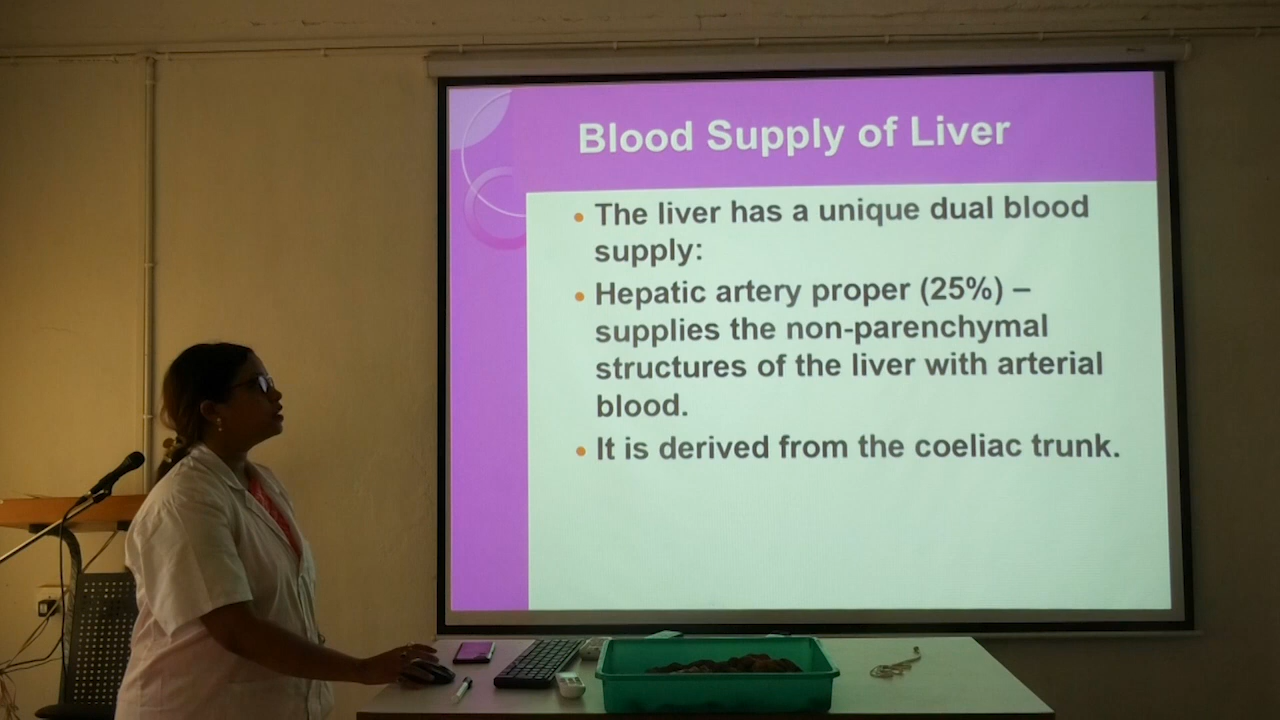 Blood Supply of Liver
• The liver has a unique dual blood
supply:
• Hepatic artery proper (25%) –
supplies the non-parenchymal
structures of the liver with arterial
blood.
• It is derived from the coeliac trunk.